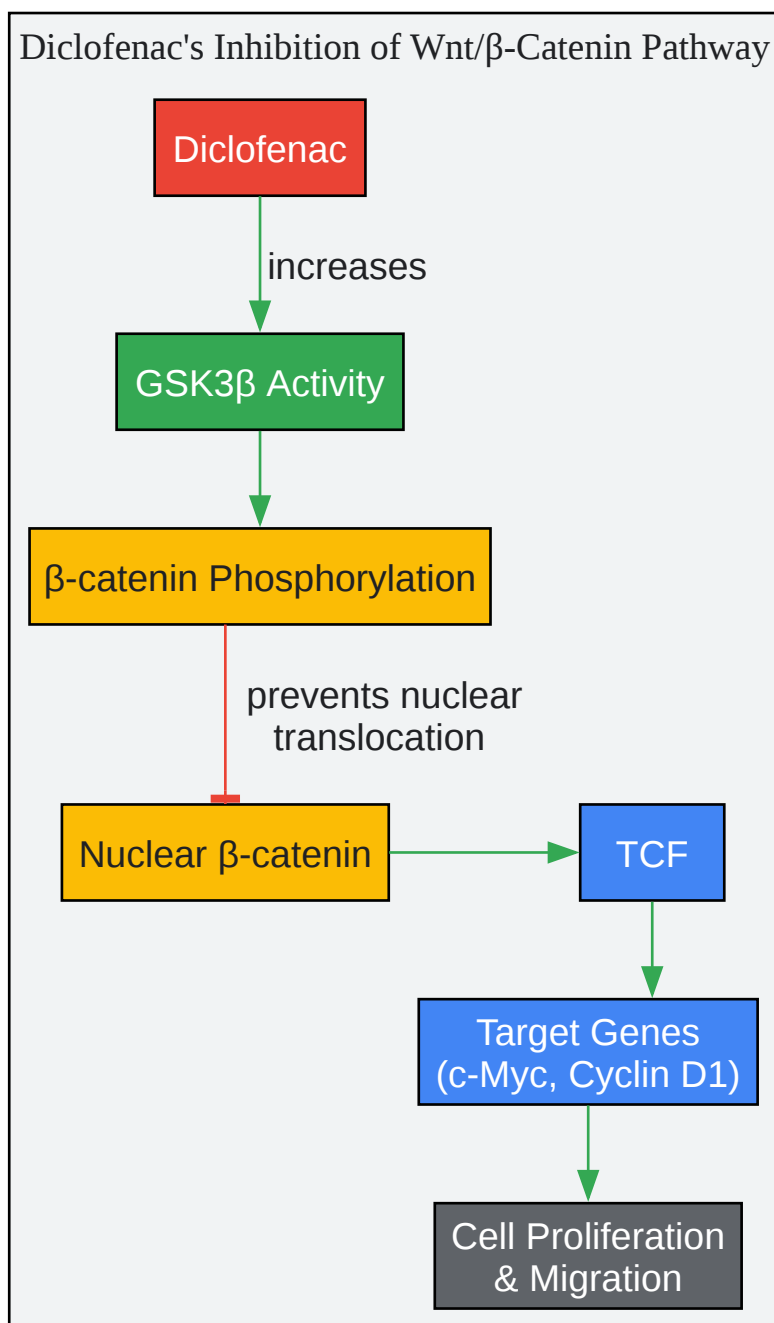 Diclofenac's Inhibition of Wnt/β-Catenin Pathway
Diclofenac
increases
GSK3β Activity
β-catenin Phosphorylation
prevents nuclear
translocation
Nuclear β-catenin
TCF
Target Genes
(c-Myc, Cyclin D1)
Cell Proliferation
& Migration